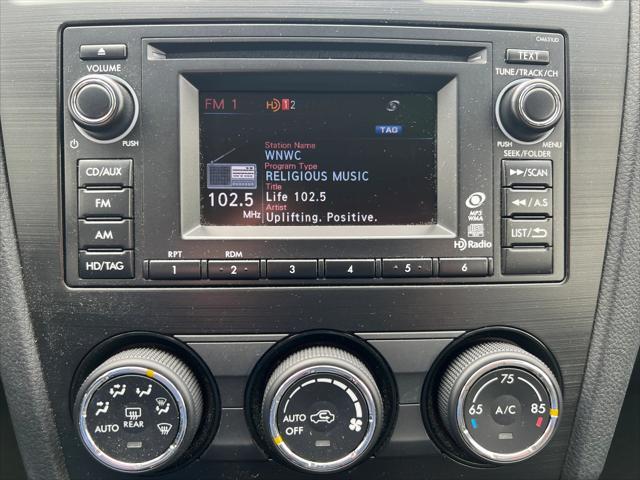 CM631UD
VOLUME
TEXT
TUNE/TRACK/CH
PUSH
PUSH
MENU
SEEK/FOLDER
FM 1
HD 1 2
TAG
Station Name
WNWC
Program Type
RELIGIOUS MUSIC
Title
Life 102.5
Artist
Uplifting. Positive.
102.5
MHz
CD/AUX
FM
AM
HD/TAG
▶▶/SCAN
◀◀/A.S
LIST/
MP3
WMA
HD Radio
RPT
RDM
1
2
3
4
5
6
AUTO
REAR
AUTO
OFF
65
75
85
A/C